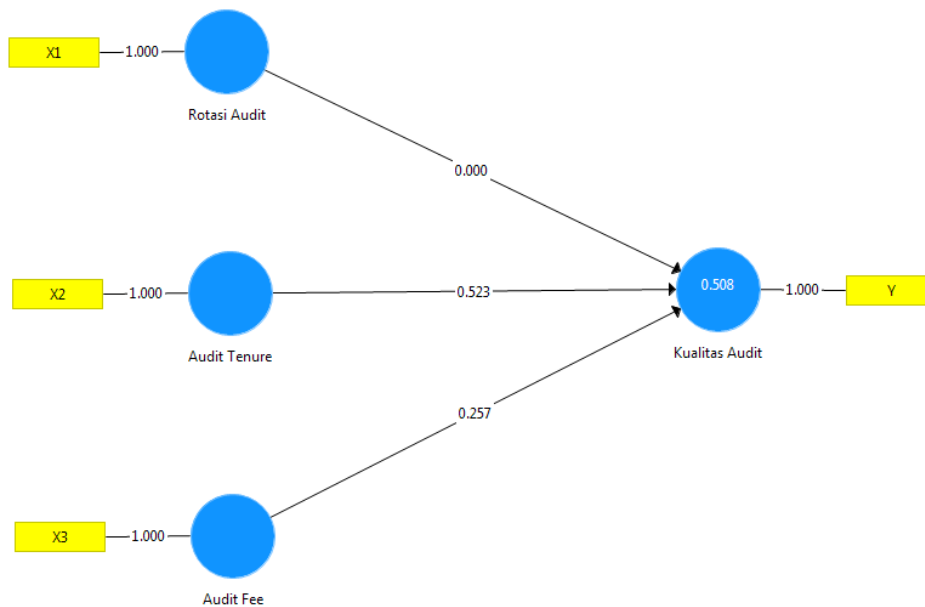 X1
1.000
Rotasi Audit
0.000
X2
1.000
Audit Tenure
0.523
0.508
1.000
Y
Kualitas Audit
0.257
X3
1.000
Audit Fee